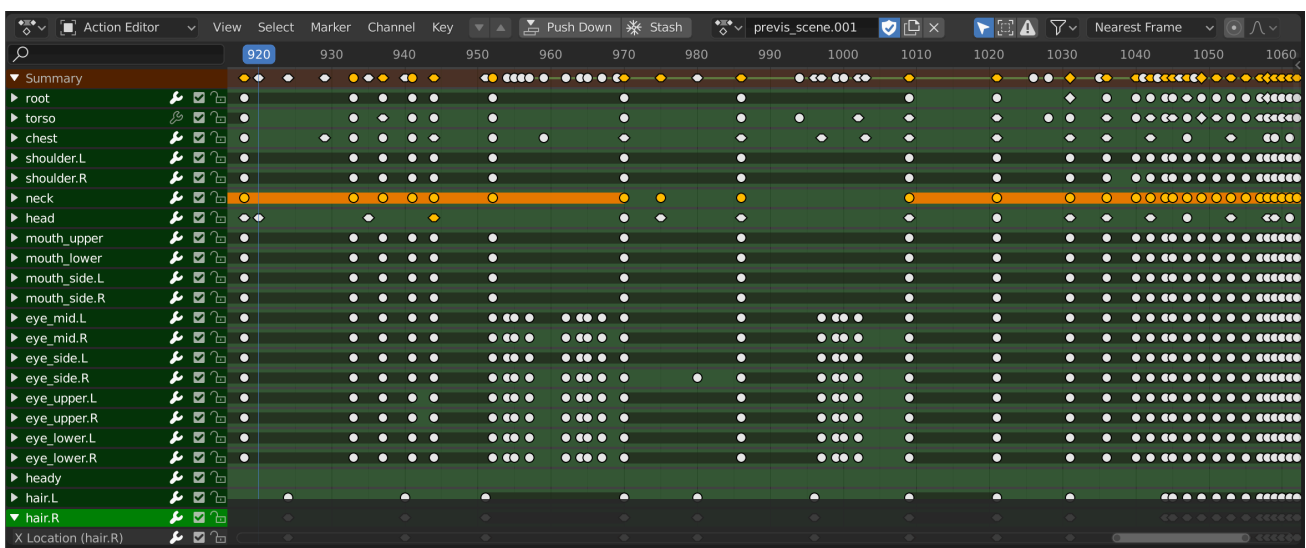 Action Editor View Select Marker Channel Key Push Down Stash previs_scene.001 Nearest Frame
920 930 940 950 960 970 980 990 1000 1010 1020 1030 1040 1050 1060
Summary
root
torso
chest
shoulder.L
shoulder.R
neck
head
mouth_upper
mouth_lower
mouth_side.L
mouth_side.R
eye_mid.L
eye_mid.R
eye_side.L
eye_side.R
eye_upper.L
eye_upper.R
eye_lower.L
eye_lower.R
heady
hair.L
hair.R
X Location (hair.R)